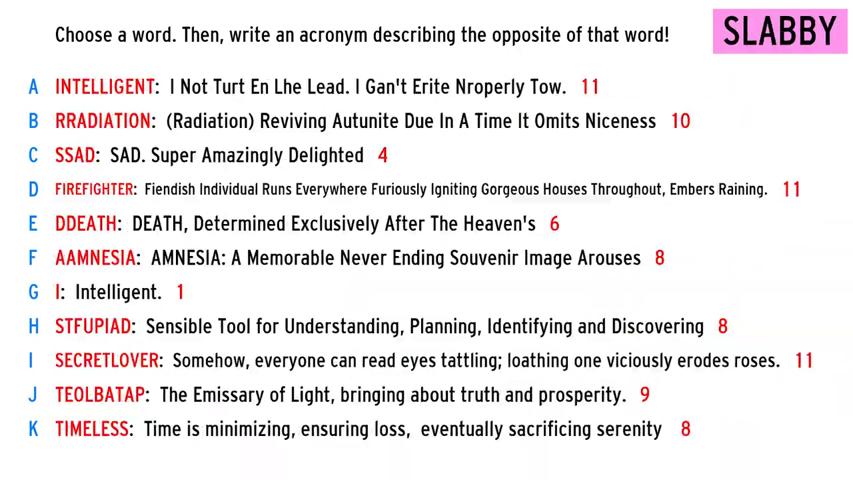 Choose a word. Then, write an acronym describing the opposite of that word!
SLABBY
A INTELLIGENT: I Not Turt En Lhe Lead. I Gan't Erite Nroperly Tow. 11
B RRADIATION: (Radiation) Reviving Autunite Due In A Time It Omits Niceness 10
C SSAD: SAD. Super Amazingly Delighted 4
D FIREFIGHTER: Fiendish Individual Runs Everywhere Furiously Igniting Gorgeous Houses Throughout, Embers Raining. 11
E DDEATH: DEATH, Determined Exclusively After The Heaven's 6
F AAMNESIA: AMNESIA: A Memorable Never Ending Souvenir Image Arouses 8
G I: Intelligent. 1
H STFUPIAD: Sensible Tool for Understanding, Planning, Identifying and Discovering 8
I SECRETLOVER: Somehow, everyone can read eyes tattling; loathing one viciously erodes roses. 11
J TEOLBATAP: The Emissary of Light, bringing about truth and prosperity. 9
K TIMELESS: Time is minimizing, ensuring loss, eventually sacrificing serenity 8